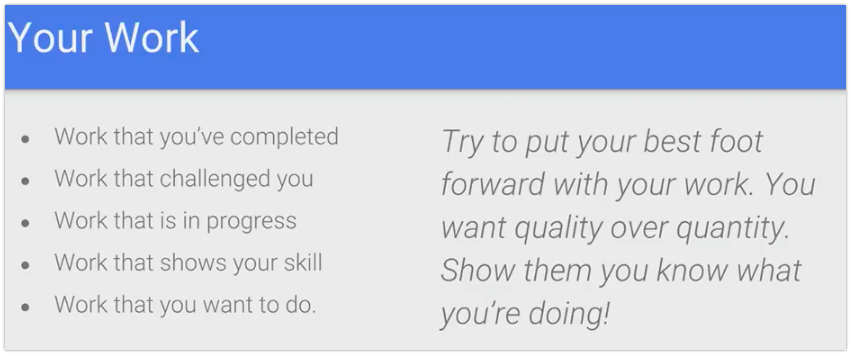 Your Work
• Work that you’ve completed
• Work that challenged you
• Work that is in progress
• Work that shows your skill
• Work that you want to do.
Try to put your best foot
forward with your work. You
want quality over quantity.
Show them you know what
you’re doing!